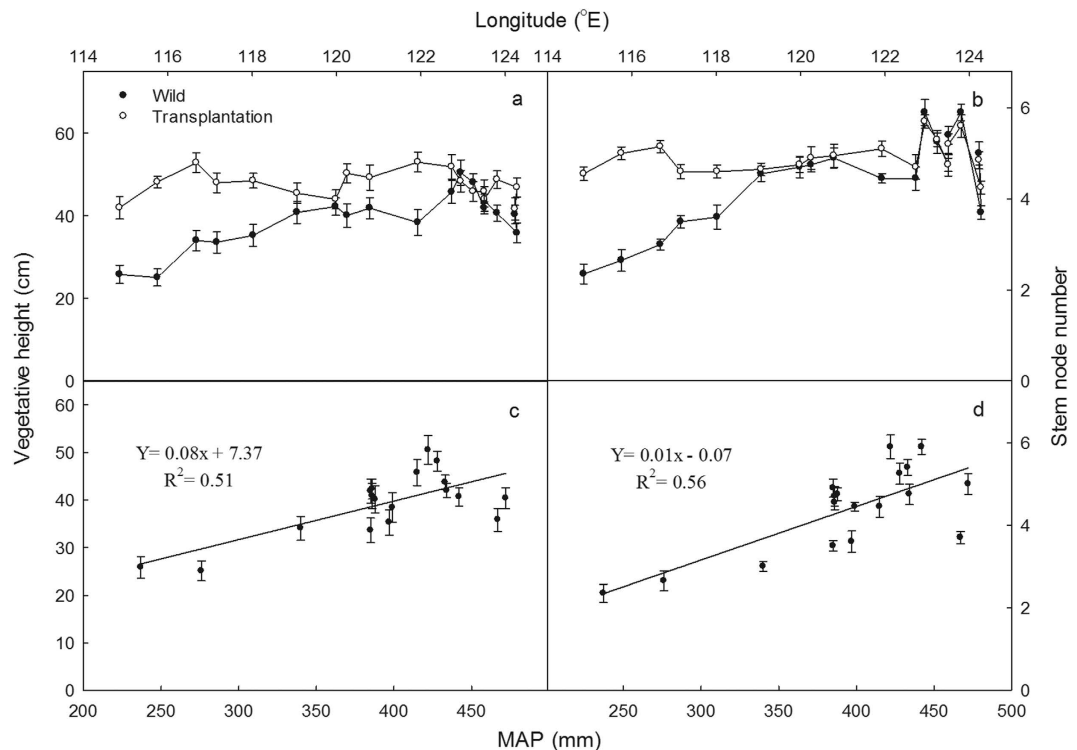 Longitude (°E)
114 116 118 120 122 124 114 116 118 120 122 124
Wild
Transplantation
a
b
60
40
20
0
6
4
2
0
Vegetative height (cm)
Stem node number
c
d
60
50
40
30
20
10
0
Y= 0.08x + 7.37
R² = 0.51
Y= 0.01x - 0.07
R² = 0.56
6
4
2
0
200 250 300 350 400 450 200 250 300 350 400 450 500
MAP (mm)